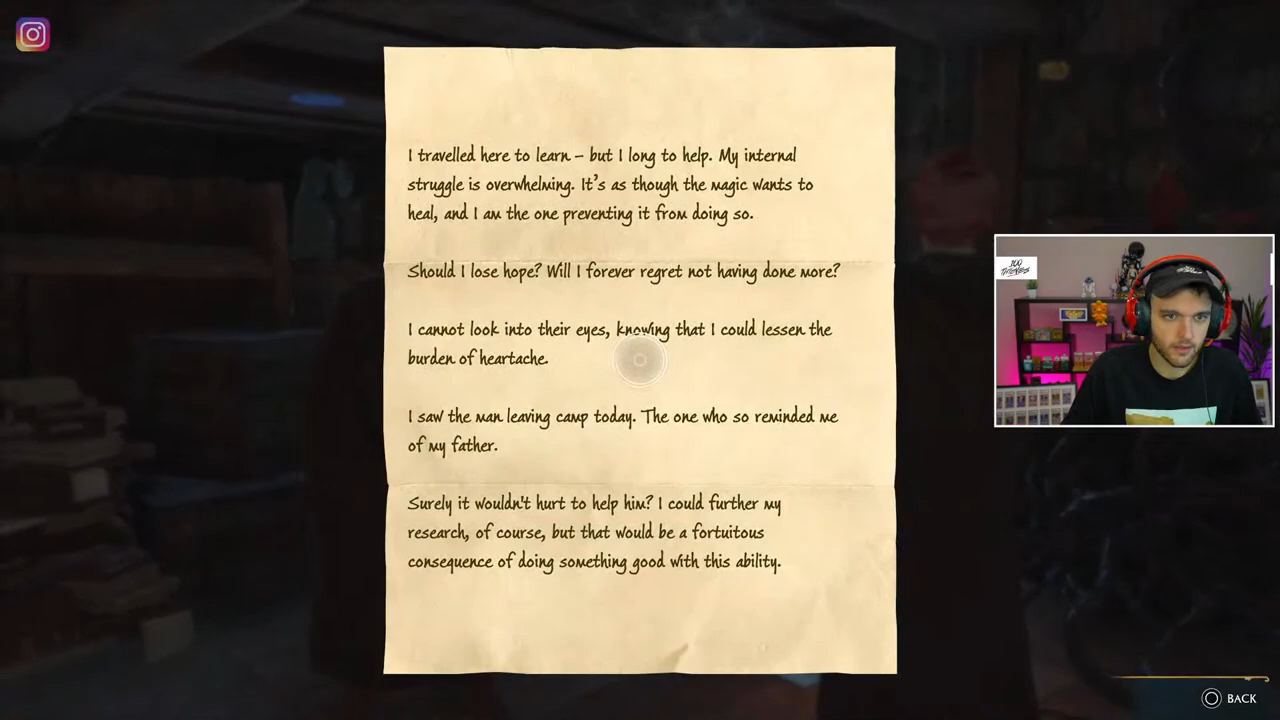 I travelled here to learn – but I long to help. My internal
struggle is overwhelming. It's as though the magic wants to
heal, and I am the one preventing it from doing so.
Should I lose hope? Will I forever regret not having done more?
I cannot look into their eyes, knowing that I could lessen the
burden of heartache.
I saw the man leaving camp today. The one who so reminded me
of my father.
Surely it wouldn't hurt to help him? I could further my
research, of course, but that would be a fortuitous
consequence of doing something good with this ability.
100
THIEVES
BACK